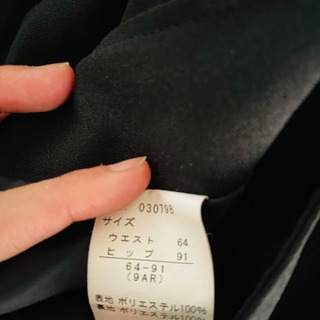 030798
サイズ
ウエスト 64
ヒップ 91
64-91
(9AR)
表地 ポリエステル100%
裏地 ポリエステル100%